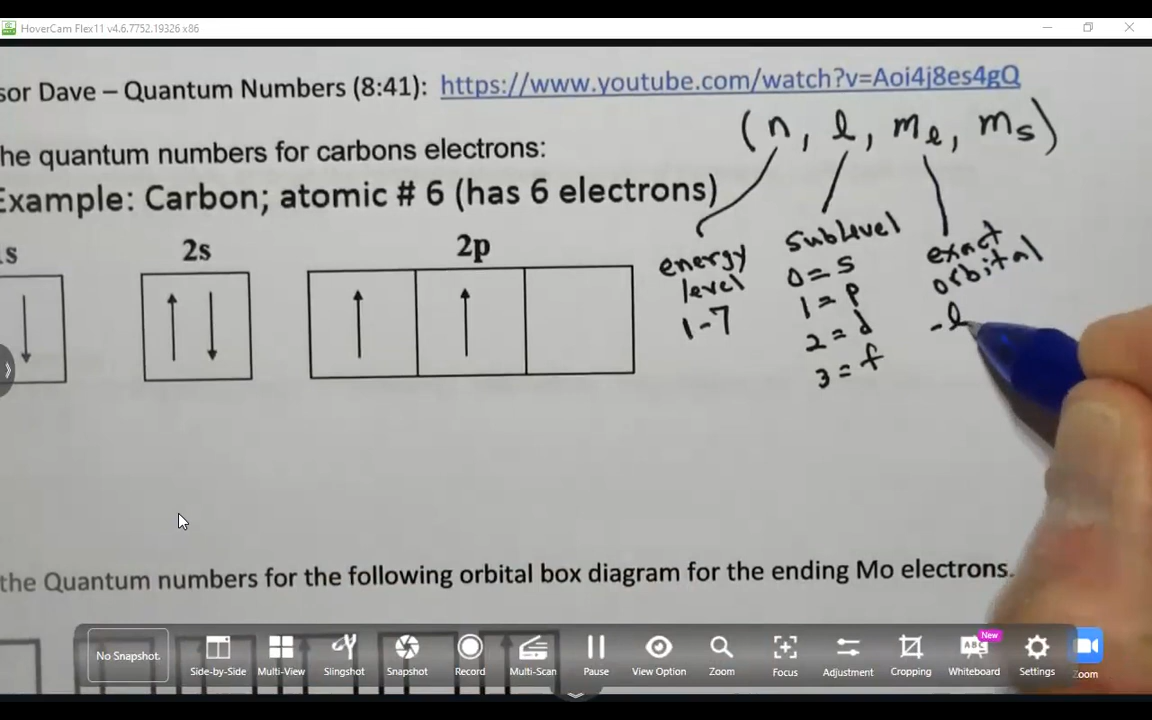 HoverCam Flex11 v4.6.7752.19326 x86
sor Dave – Quantum Numbers (8:41): https://www.youtube.com/watch?v=Aoi4j8es4gQ
(n, l, ml, ms)
he quantum numbers for carbons electrons:
Example: Carbon; atomic # 6 (has 6 electrons)
s 2s 2p
energy level 1-7
sublevel
0 = s
1 = p
2 = d
3 = f
exact orbital
-l
the Quantum numbers for the following orbital box diagram for the ending Mo electrons.
No Snapshot.
Side-by-Side Multi-View Slingshot Snapshot Record Multi-Scan Pause View Option Zoom Focus Adjustment Cropping Whiteboard Settings Zoom
New
ABC